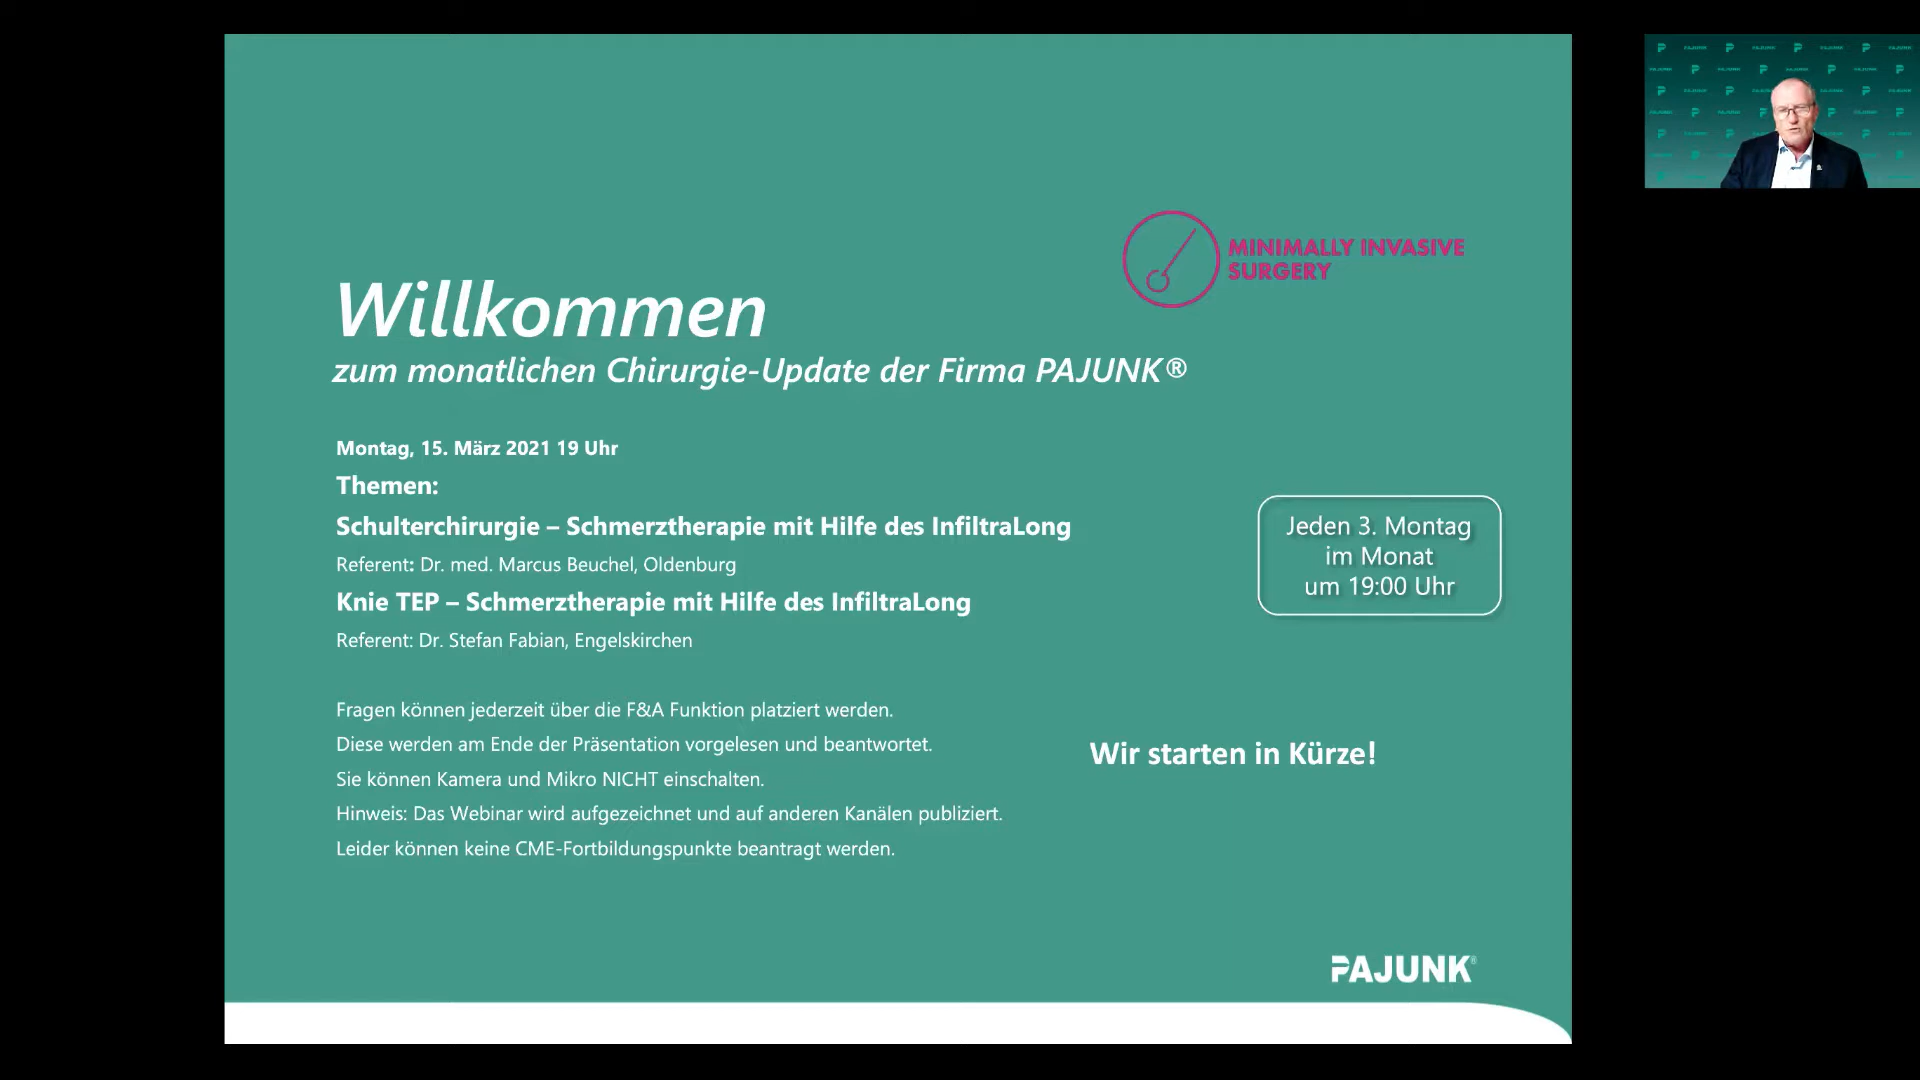 MINIMALLY INVASIVE
SURGERY
Willkommen
zum monatlichen Chirurgie-Update der Firma PAJUNK®
Montag, 15. März 2021 19 Uhr
Themen:
Schulterchirurgie – Schmerztherapie mit Hilfe des InfiltraLong
Referent: Dr. med. Marcus Beuchel, Oldenburg
Knie TEP – Schmerztherapie mit Hilfe des InfiltraLong
Referent: Dr. Stefan Fabian, Engelskirchen
Jeden 3. Montag
im Monat
um 19:00 Uhr
Fragen können jederzeit über die F&A Funktion platziert werden.
Diese werden am Ende der Präsentation vorgelesen und beantwortet.
Sie können Kamera und Mikro NICHT einschalten.
Hinweis: Das Webinar wird aufgezeichnet und auf anderen Kanälen publiziert.
Leider können keine CME-Fortbildungspunkte beantragt werden.
Wir starten in Kürze!
PAJUNK®